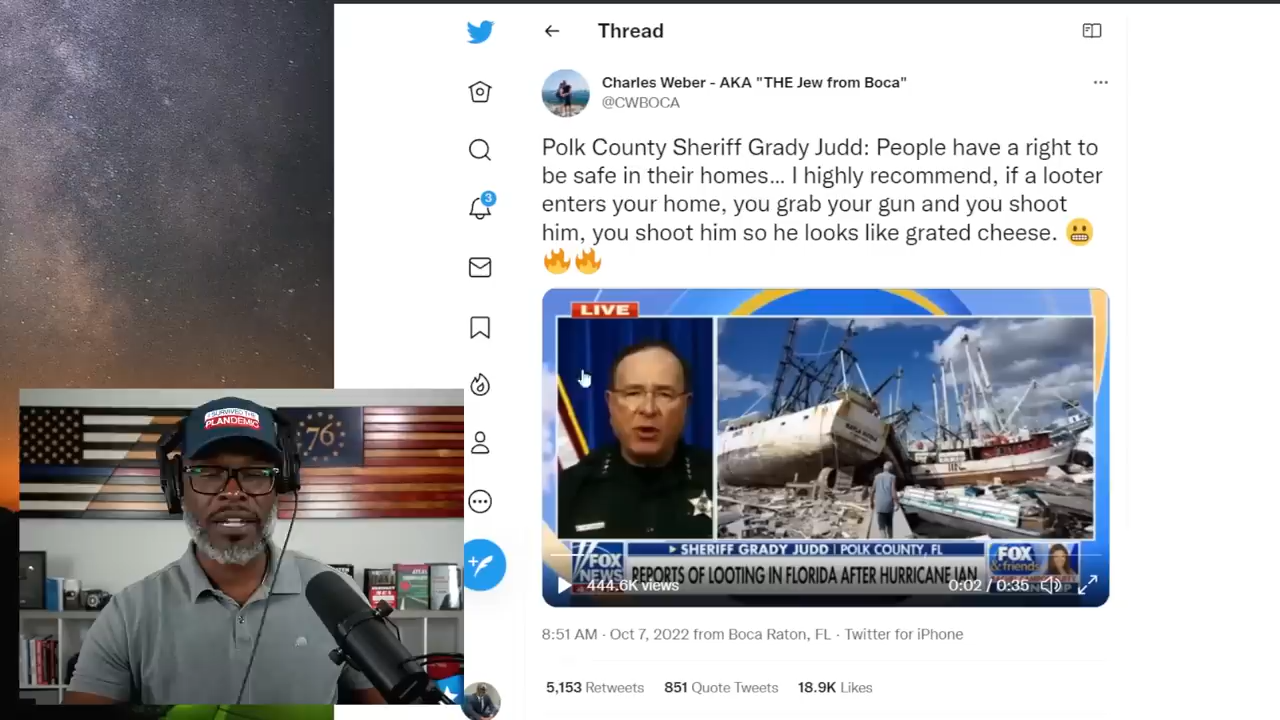 Thread
Charles Weber - AKA "THE Jew from Boca"
@CWBOCA
3
Polk County Sheriff Grady Judd: People have a right to
be safe in their homes... I highly recommend, if a looter
enters your home, you grab your gun and you shoot
him, you shoot him so he looks like grated cheese. 😬
🔥🔥
LIVE
SHERIFF GRADY JUDD | POLK COUNTY, FL
FOX NEWS
REPORTS OF LOOTING IN FLORIDA AFTER HURRICANE IAN
FOX
& friends
444.6K views
0:02 / 0:35
8:51 AM · Oct 7, 2022 from Boca Raton, FL · Twitter for iPhone
5,153 Retweets 851 Quote Tweets 18.9K Likes
I SURVIVED THE
PLANDEMIC
76